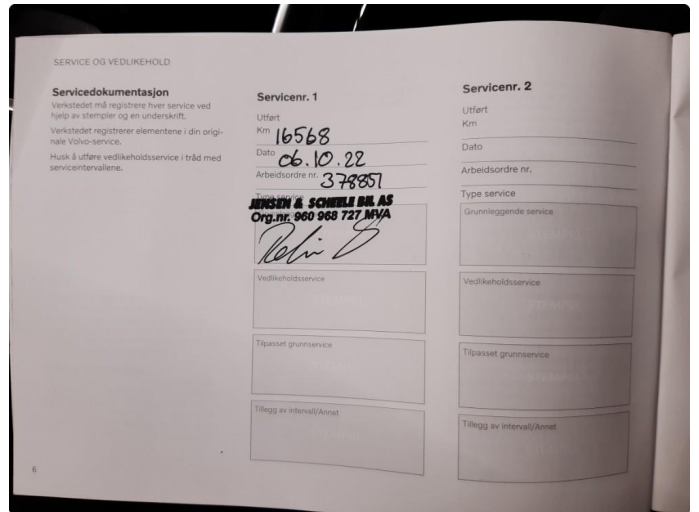 SERVICE OG VEDLIKEHOLD
Servicedokumentasjon
Verkstedet må registrere hver service ved
hjelp av stempler og en underskrift.
Verkstedet registrerer elementene i din origi-
nale Volvo-service.
Husk å utføre vedlikeholdsservice i tråd med
serviceintervallene.
Servicenr. 1
Utført
Km 16568
Dato 06.10.22
Arbeidsordre nr. 378851
Type service
JENSEN & SCHEELE BIL AS
Org.nr. 960 968 727 MVA
Vedlikeholdsservice
Tilpasset grunnservice
Tillegg av intervall/Annet
Servicenr. 2
Utført
Km
Dato
Arbeidsordre nr.
Type service
Grunnleggende service
Vedlikeholdsservice
Tilpasset grunnservice
Tillegg av intervall/Annet
6